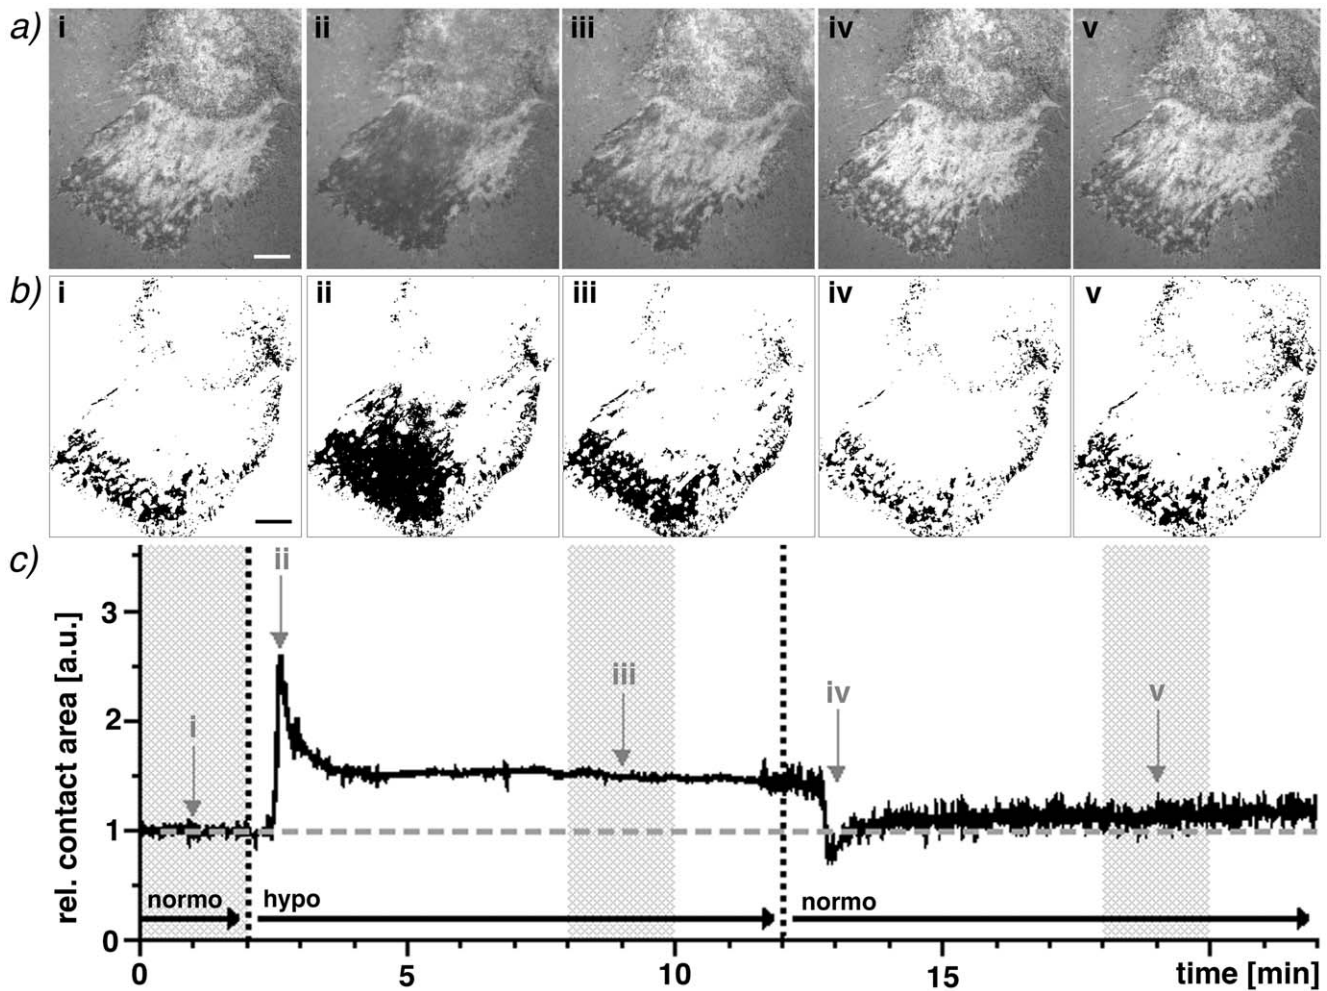 a) i ii iii iv v
b) i ii iii iv v
c)
rel. contact area [a.u.]
3
2
1
0
ii
i
iii
iv
v
normo hypo normo
0 5 10 15 time [min]